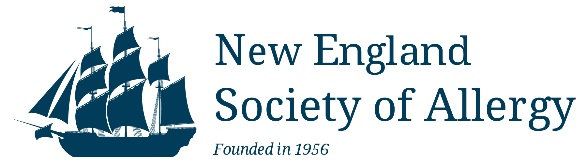 New England
Society of Allergy
Founded in 1956